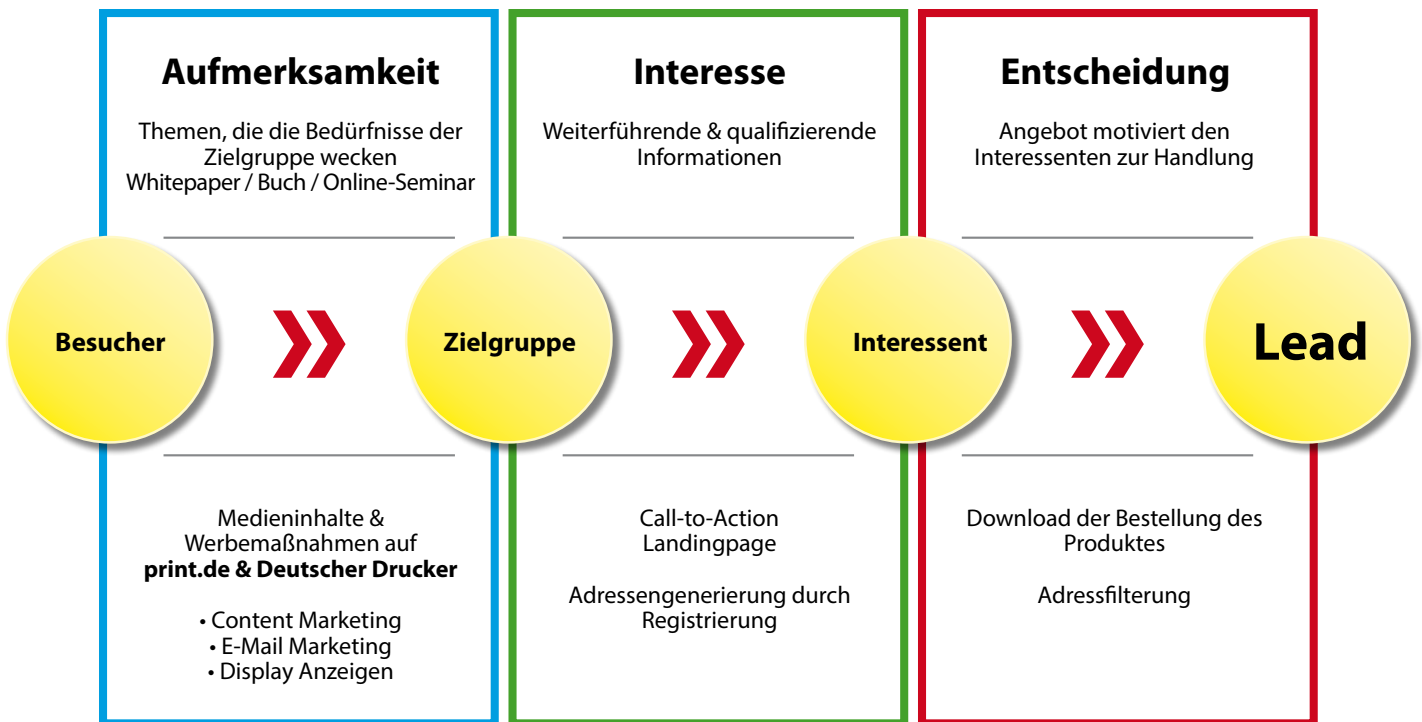 Aufmerksamkeit
Themen, die die Bedürfnisse der
Zielgruppe wecken
Whitepaper / Buch / Online-Seminar
Interesse
Weiterführende & qualifizierende
Informationen
Entscheidung
Angebot motiviert den
Interessenten zur Handlung
Besucher
Zielgruppe
Interessent
Lead
Medieninhalte &
Werbemaßnahmen auf
print.de & Deutscher Drucker
• Content Marketing
• E-Mail Marketing
• Display Anzeigen
Call-to-Action
Landingpage
Adressengenerierung durch
Registrierung
Download der Bestellung des
Produktes
Adressfilterung